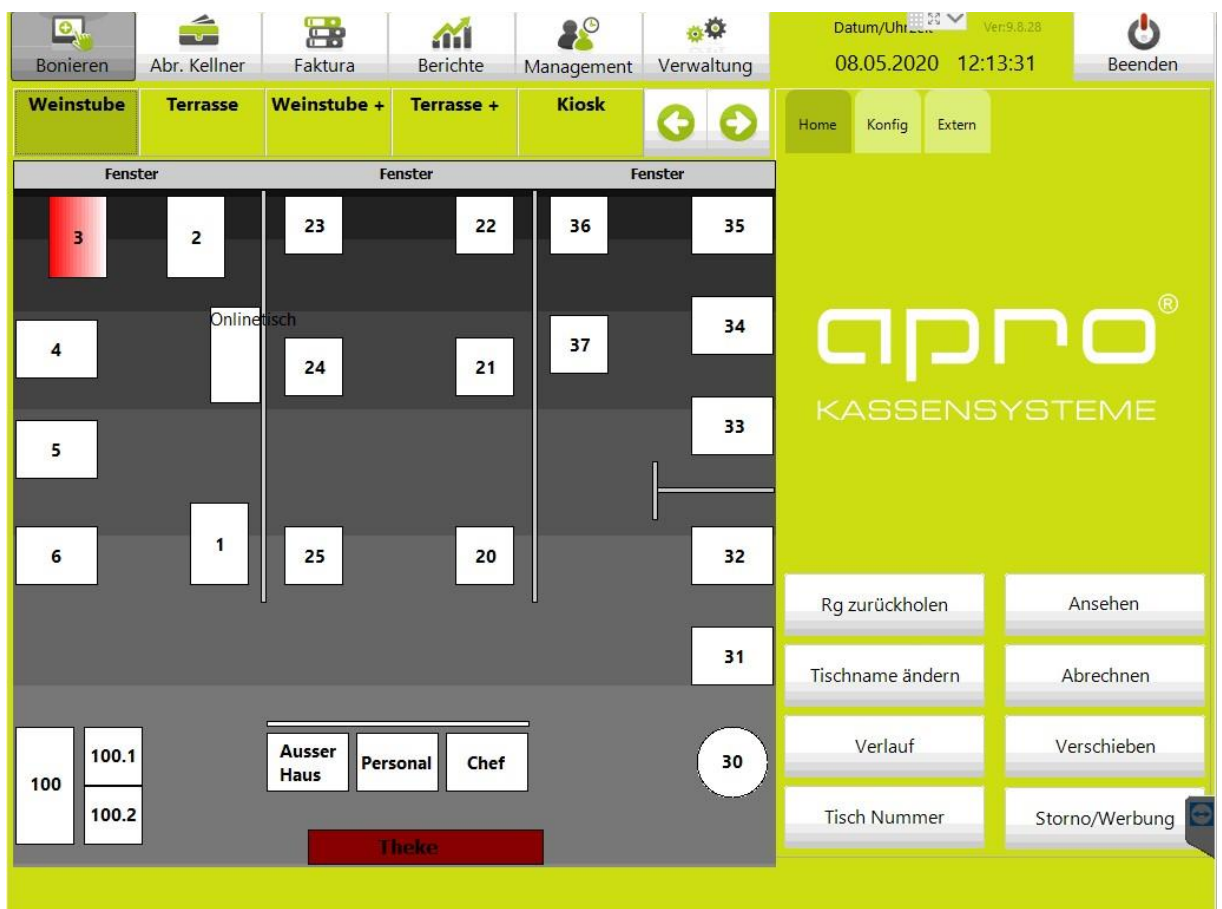 Datum/Uhrzeit Ver:9.8.28
Bonieren Abr. Kellner Faktura Berichte Management Verwaltung 08.05.2020 12:13:31 Beenden
Weinstube Terrasse Weinstube + Terrasse + Kiosk
Home Konfig Extern
Fenster Fenster Fenster
3 2 23 22 36 35
Onlinetisch
4 24 21 37 34
5 33
6 1 25 20 32
31
100 100.1 100.2
Ausser Haus
Personal Chef 30
Theke
apro®
KASSENSYSTEME
Rg zurückholen Ansehen
Tischname ändern Abrechnen
Verlauf Verschieben
Tisch Nummer Storno/Werbung